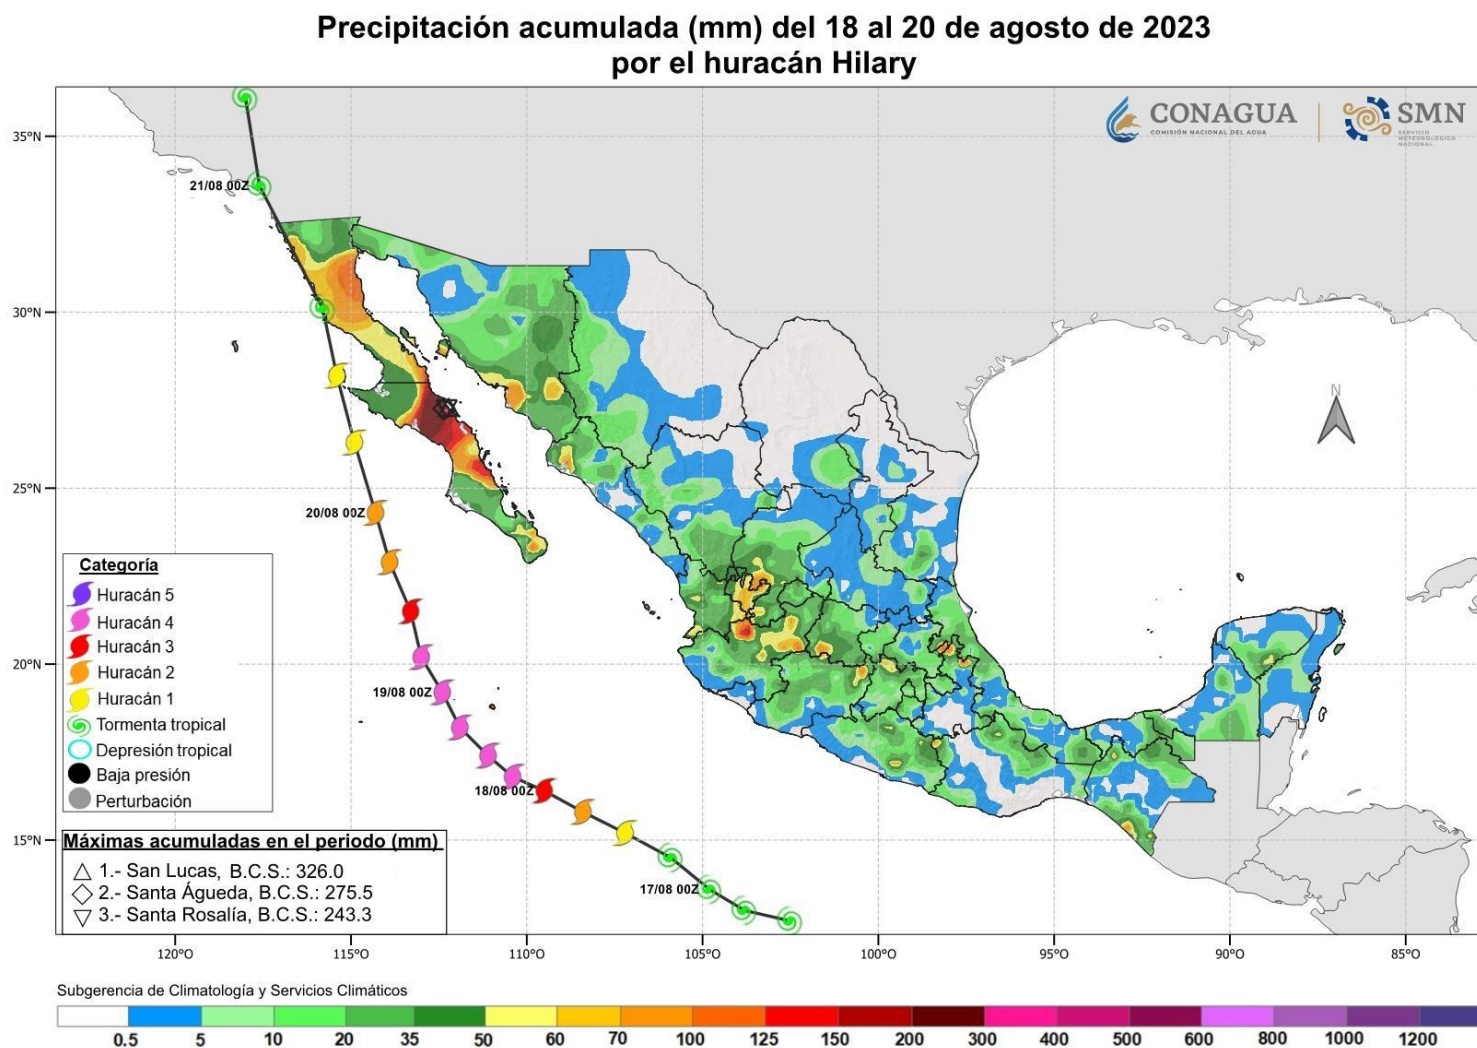 Precipitación acumulada (mm) del 18 al 20 de agosto de 2023
por el huracán Hilary
CONAGUA
COMISIÓN NACIONAL DEL AGUA
SMN
SERVICIO
METEOROLÓGICO
NACIONAL
35°N
30°N
25°N
20°N
15°N
21/08 00Z
20/08 00Z
19/08 00Z
18/08 00Z
17/08 00Z
N
Categoría
Huracán 5
Huracán 4
Huracán 3
Huracán 2
Huracán 1
Tormenta tropical
Depresión tropical
Baja presión
Perturbación
Máximas acumuladas en el periodo (mm)
1.- San Lucas, B.C.S.: 326.0
2.- Santa Águeda, B.C.S.: 275.5
3.- Santa Rosalía, B.C.S.: 243.3
120°O 115°O 110°O 105°O 100°O 95°O 90°O 85°O
Subgerencia de Climatología y Servicios Climáticos
0.5 5 10 20 35 50 60 70 100 125 150 200 300 400 500 600 800 1000 1200